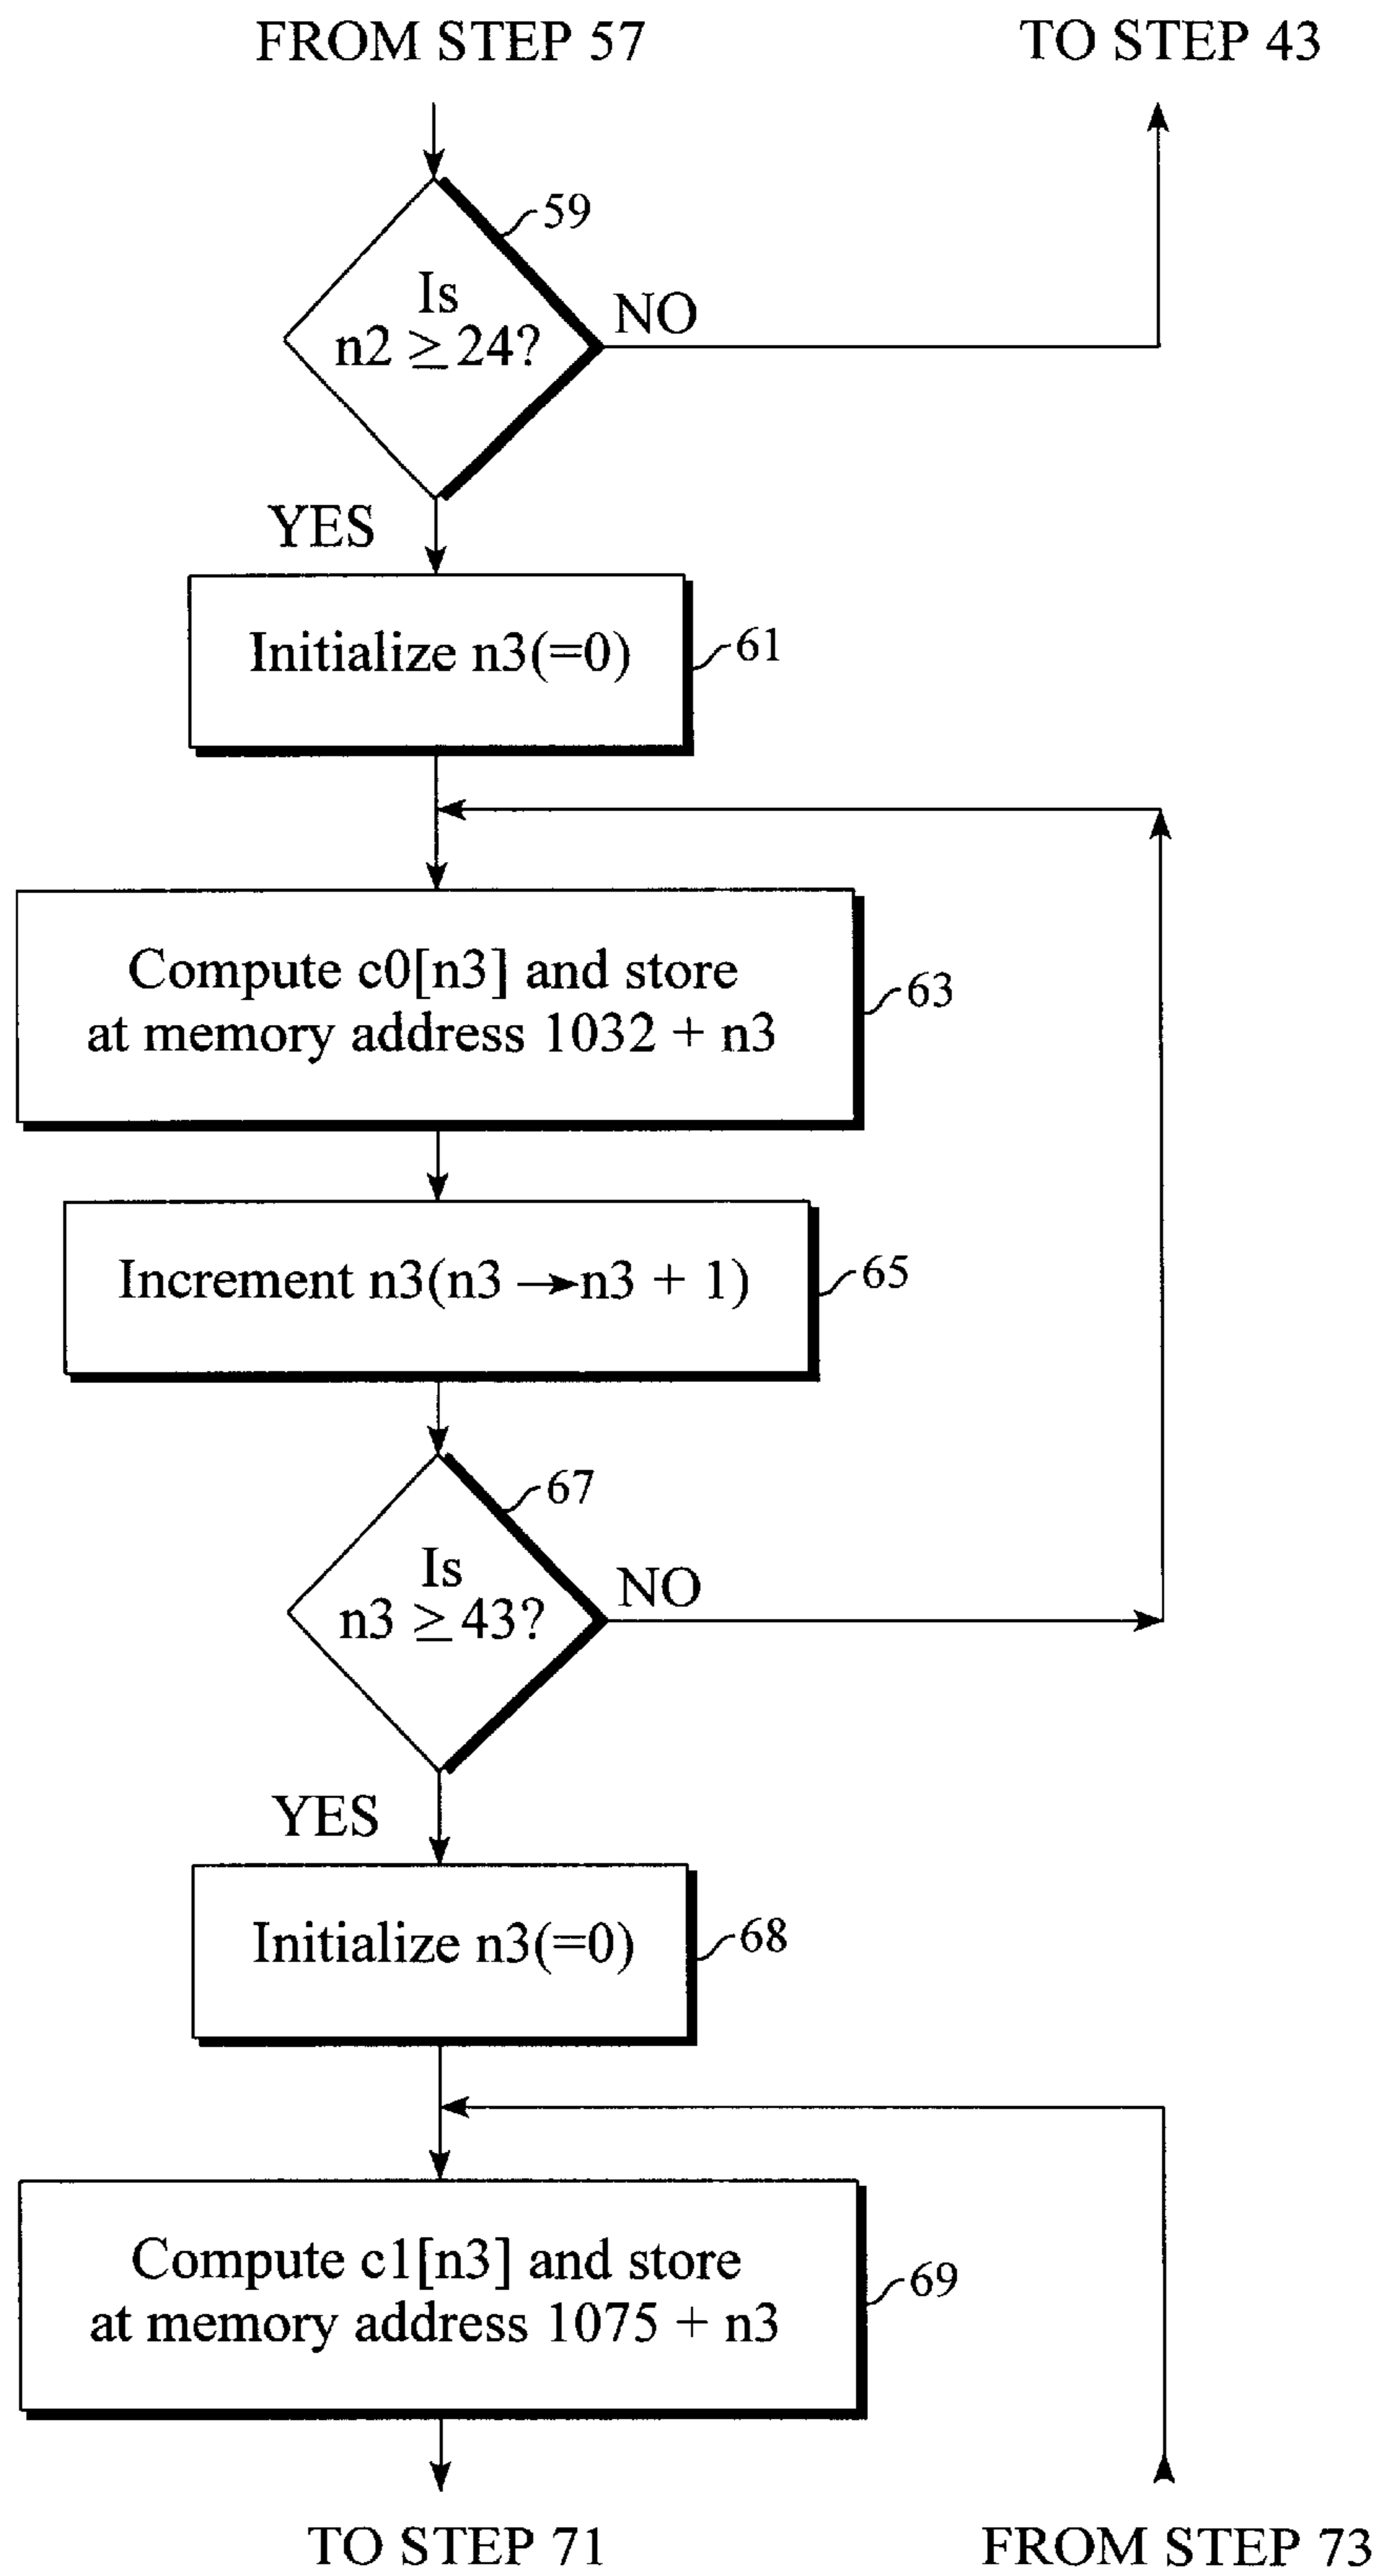 FROM STEP 57
TO STEP 43
59
Is
n2 ≥ 24?
NO
YES
Initialize n3(=0)
61
Compute c0[n3] and store
at memory address 1032 + n3
63
Increment n3(n3 → n3 + 1)
65
67
Is
n3 ≥ 43?
NO
YES
Initialize n3(=0)
68
Compute c1[n3] and store
at memory address 1075 + n3
69
TO STEP 71
FROM STEP 73